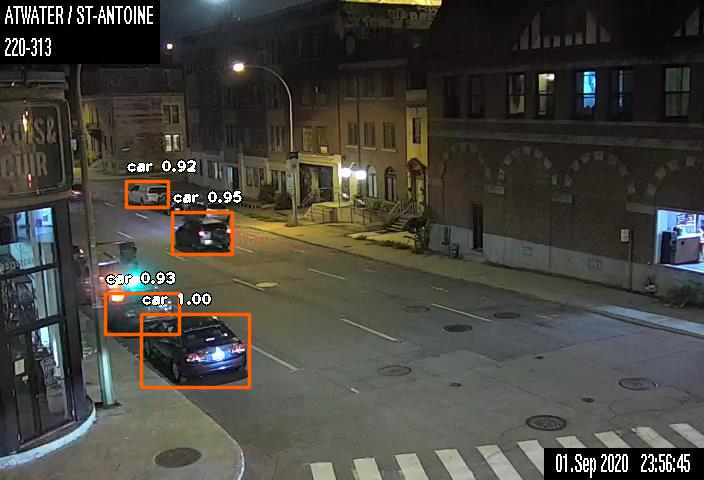 ATWATER / ST-ANTOINE
220-313
car 0.92
car 0.95
car 0.93
car 1.00
CUIR
01.Sep 2020 23:56:45